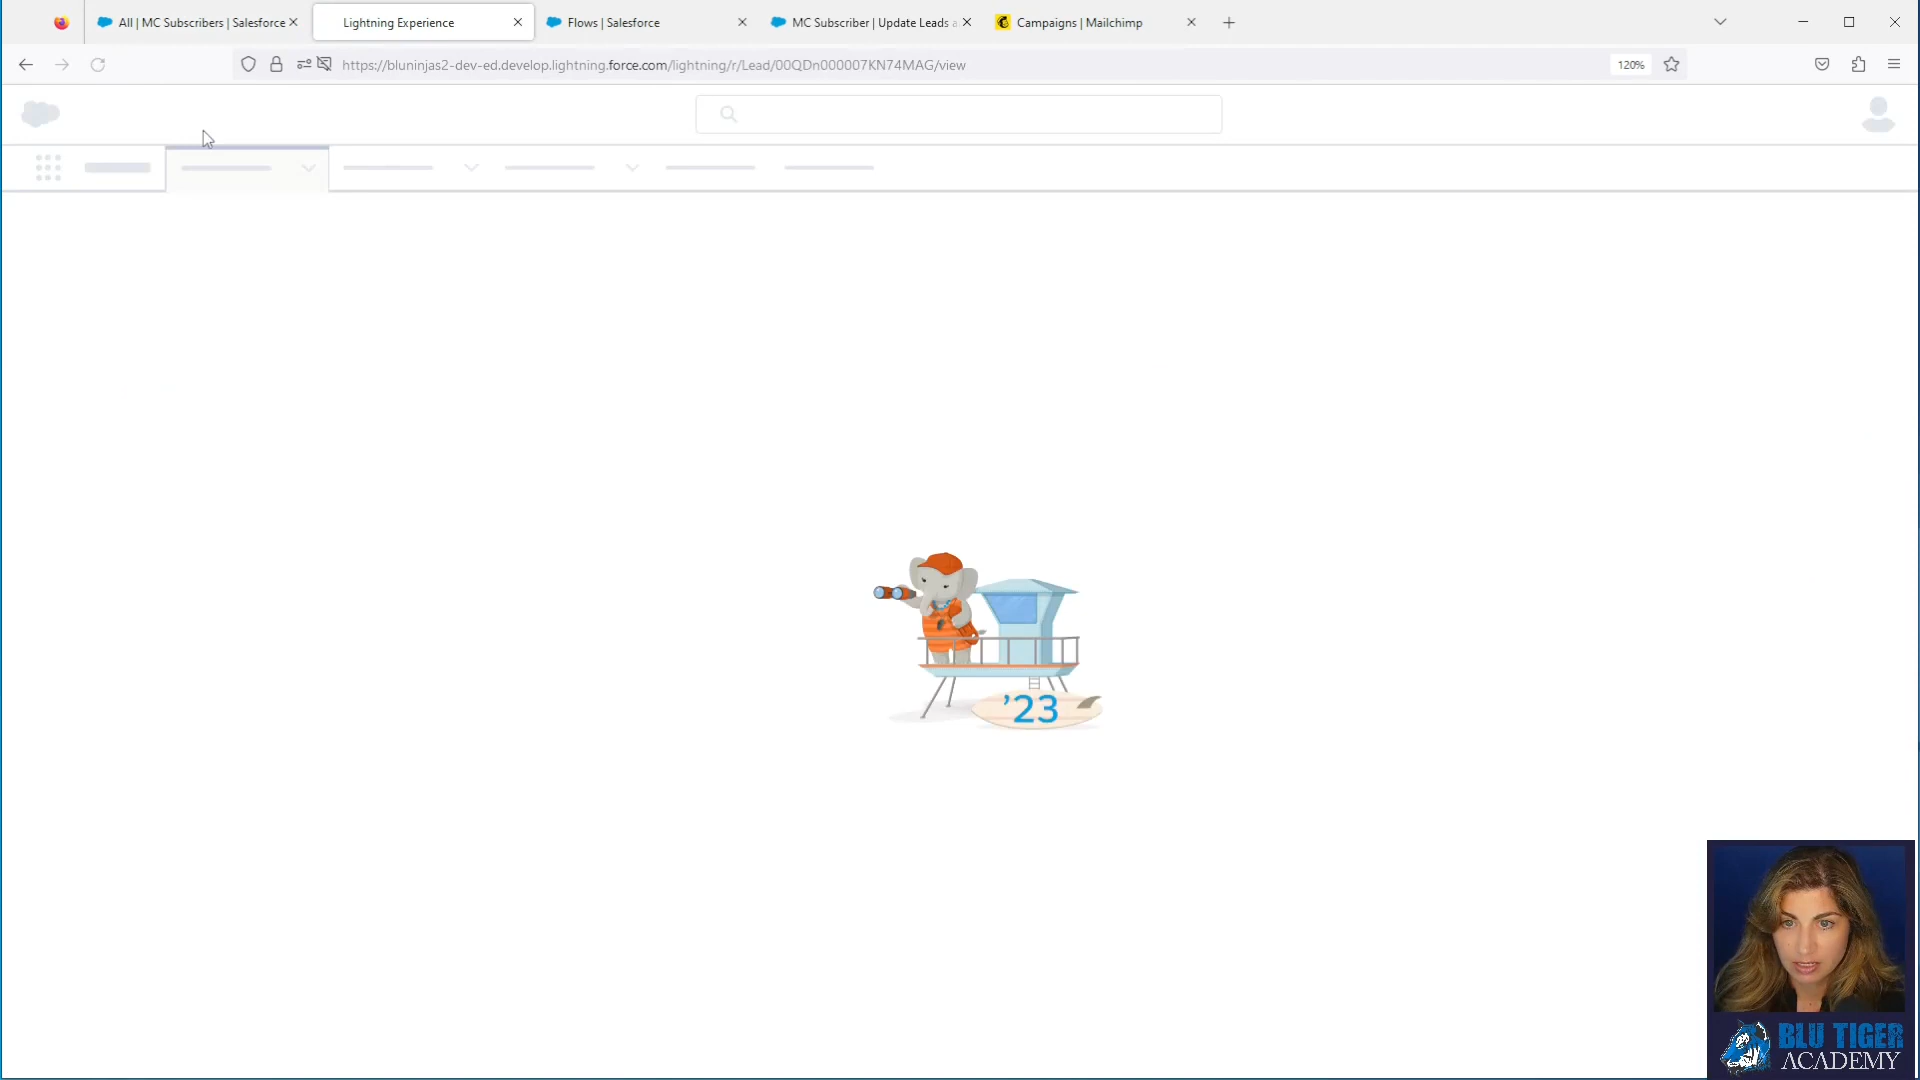 All | MC Subscribers | Salesforce
Lightning Experience
Flows | Salesforce
MC Subscriber | Update Leads a
Campaigns | Mailchimp
https://bluninjas2-dev-ed.develop.lightning.force.com/lightning/r/Lead/00QDn000007KN74MAG/view
120%
'23
BLU TIGER
ACADEMY